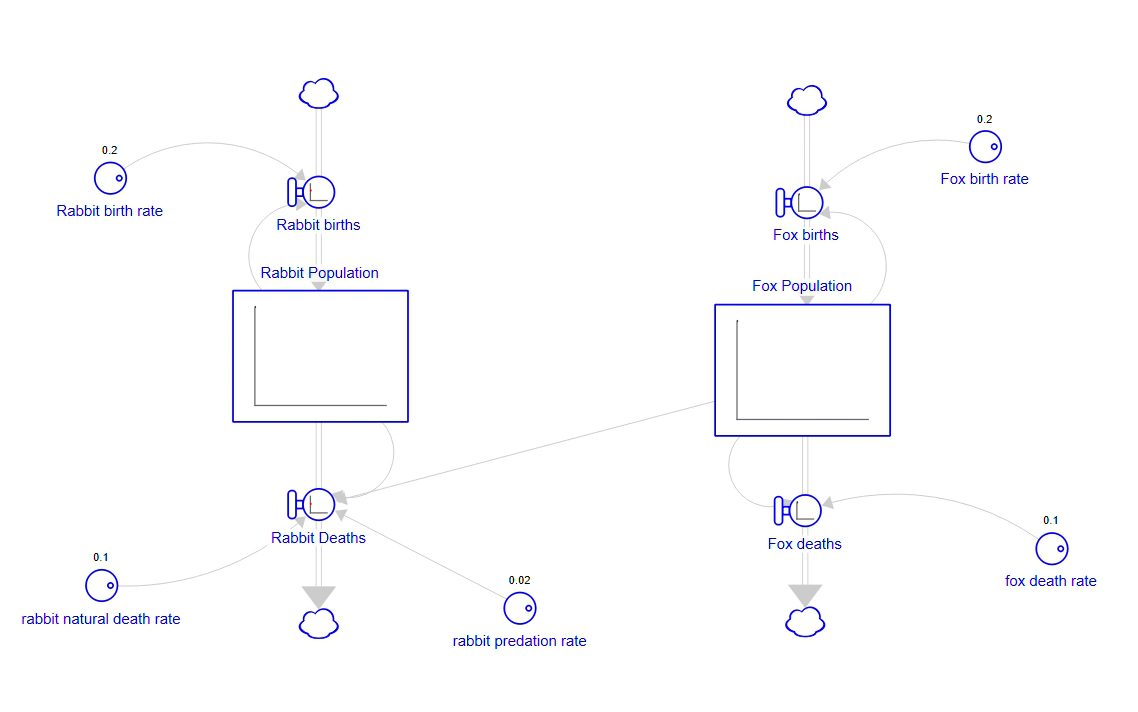 0.2
Rabbit birth rate
Rabbit births
Rabbit Population
0.2
Fox birth rate
Fox births
Fox Population
Rabbit Deaths
0.1
rabbit natural death rate
0.02
rabbit predation rate
Fox deaths
0.1
fox death rate